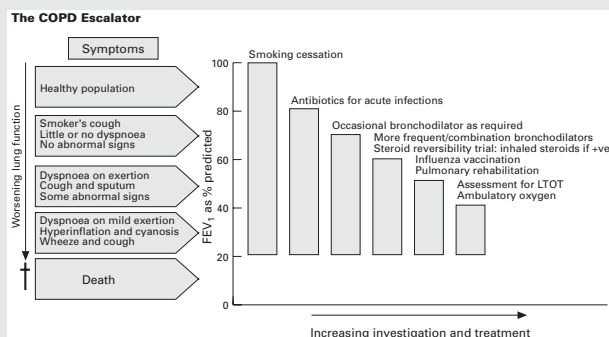 The COPD Escalator
Symptoms
Worsening lung function
Healthy population
Smoker's cough
Little or no dyspnoea
No abnormal signs
Dyspnoea on exertion
Cough and sputum
Some abnormal signs
Dyspnoea on mild exertion
Hyperinflation and cyanosis
Wheeze and cough
Death
FEV1 as % predicted
100
80
60
40
20
0
Smoking cessation
Antibiotics for acute infections
Occasional bronchodilator as required
More frequent/combination bronchodilators
Steroid reversibility trial: inhaled steroids if +ve
Influenza vaccination
Pulmonary rehabilitation
Assessment for LTOT
Ambulatory oxygen
Increasing investigation and treatment